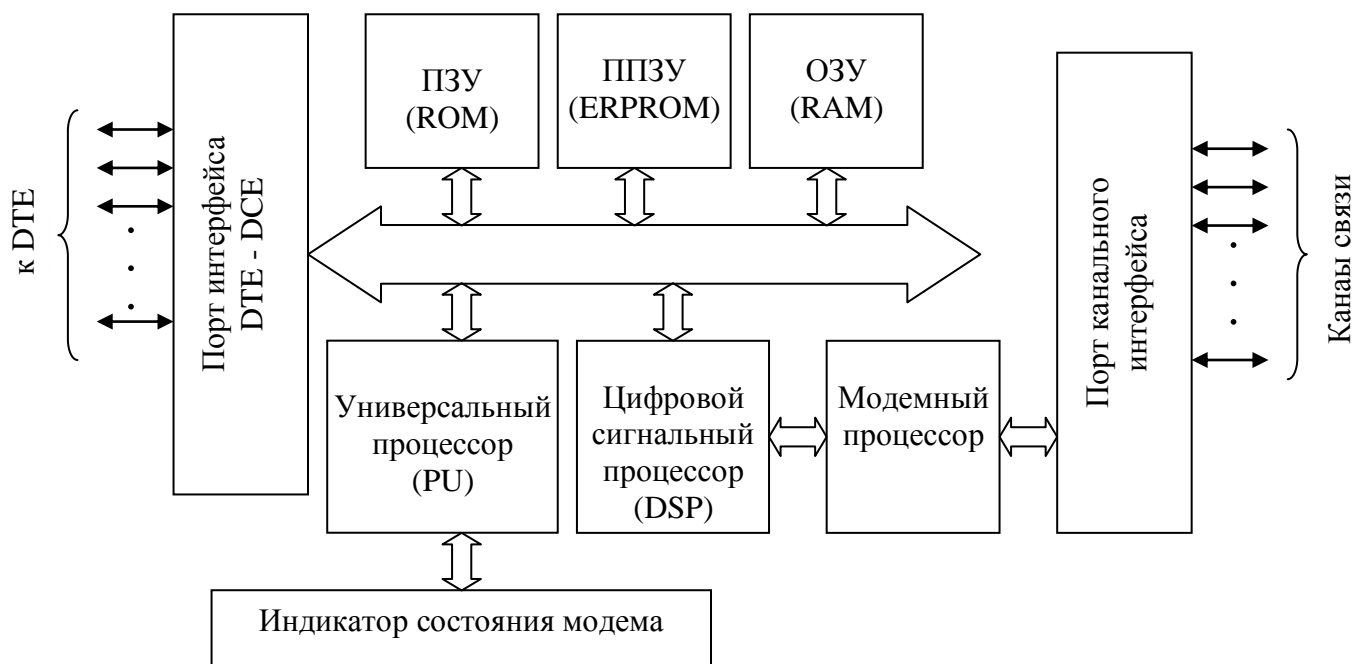 к DTE
Порт интерфейса
DTE - DCE
ПЗУ
(ROM)
ППЗУ
(ERPROM)
ОЗУ
(RAM)
Универсальный
процессор
(PU)
Цифровой
сигнальный
процессор
(DSP)
Модемный
процессор
Порт канального
интерфейса
Канаы связи
Индикатор состояния модема